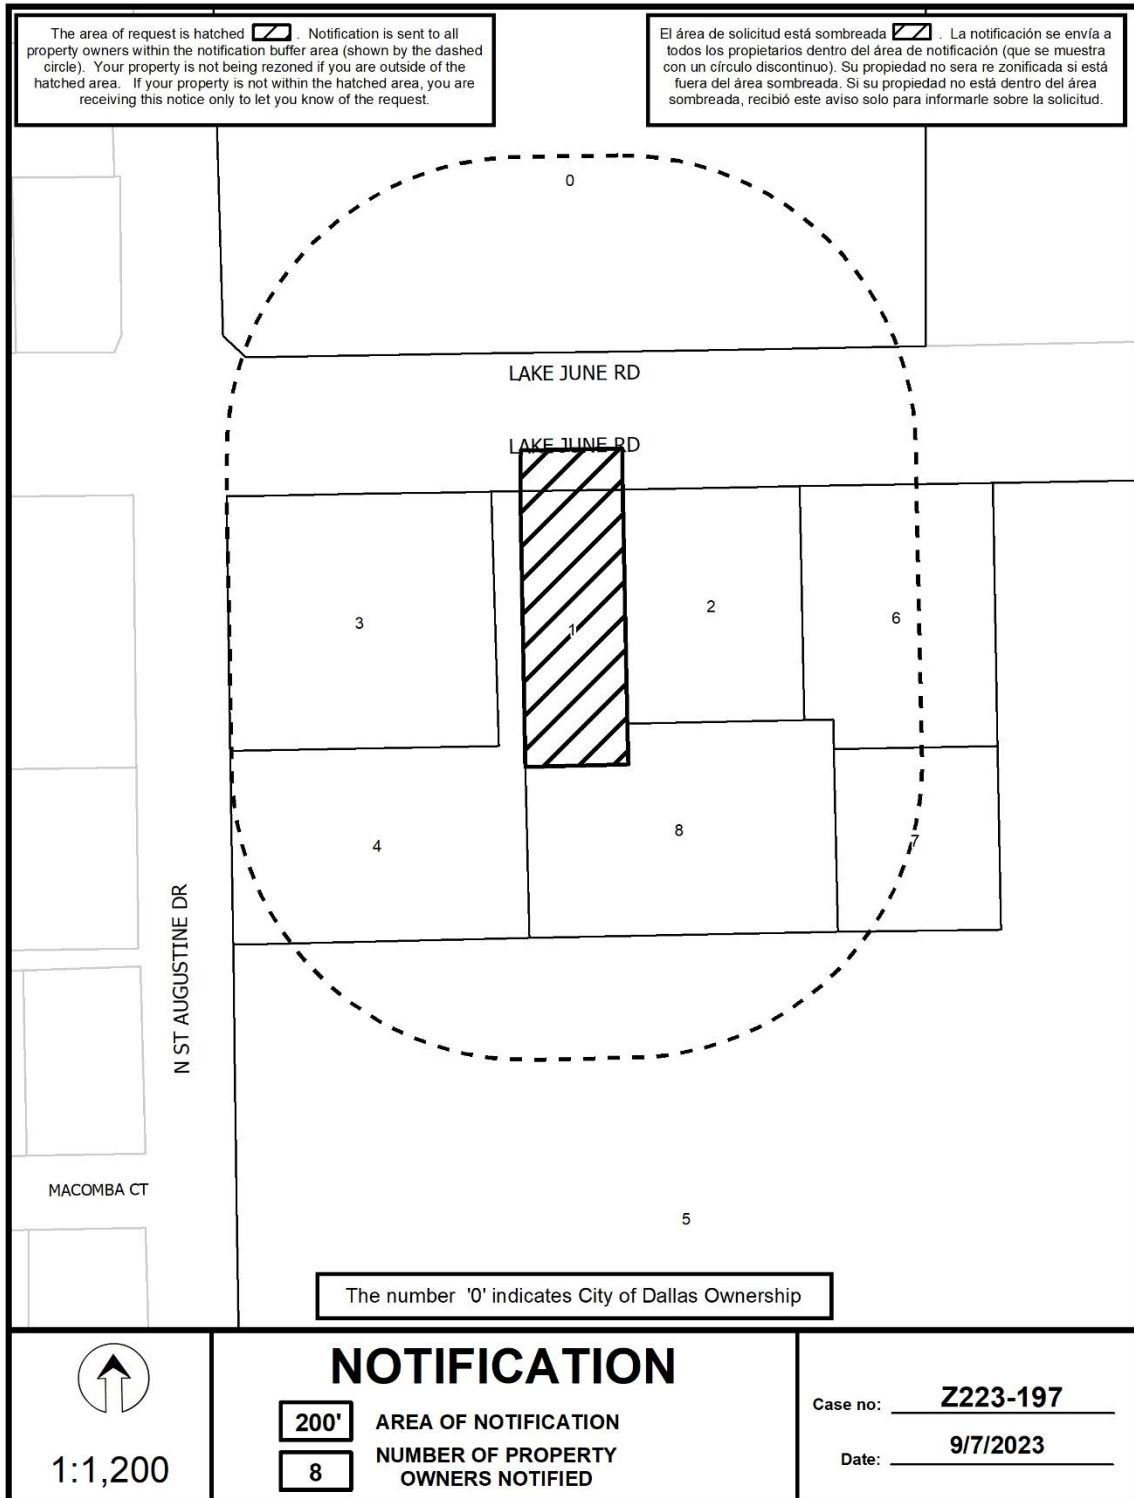 The area of request is hatched . Notification is sent to all
property owners within the notification buffer area (shown by the dashed
circle). Your property is not being rezoned if you are outside of the
hatched area. If your property is not within the hatched area, you are
receiving this notice only to let you know of the request.
El área de solicitud está sombreada . La notificación se envía a
todos los propietarios dentro del área de notificación (que se muestra
con un círculo discontinuo). Su propiedad no sera re zonificada si está
fuera del área sombreada. Si su propiedad no está dentro del área
sombreada, recibió este aviso solo para informarle sobre la solicitud.
0
LAKE JUNE RD
LAKE JUNE RD
3
1
2
6
4
8
7
N ST AUGUSTINE DR
MACOMBA CT
5
The number '0' indicates City of Dallas Ownership
1:1,200
NOTIFICATION
200' AREA OF NOTIFICATION
8 NUMBER OF PROPERTY
OWNERS NOTIFIED
Case no: Z223-197
Date: 9/7/2023